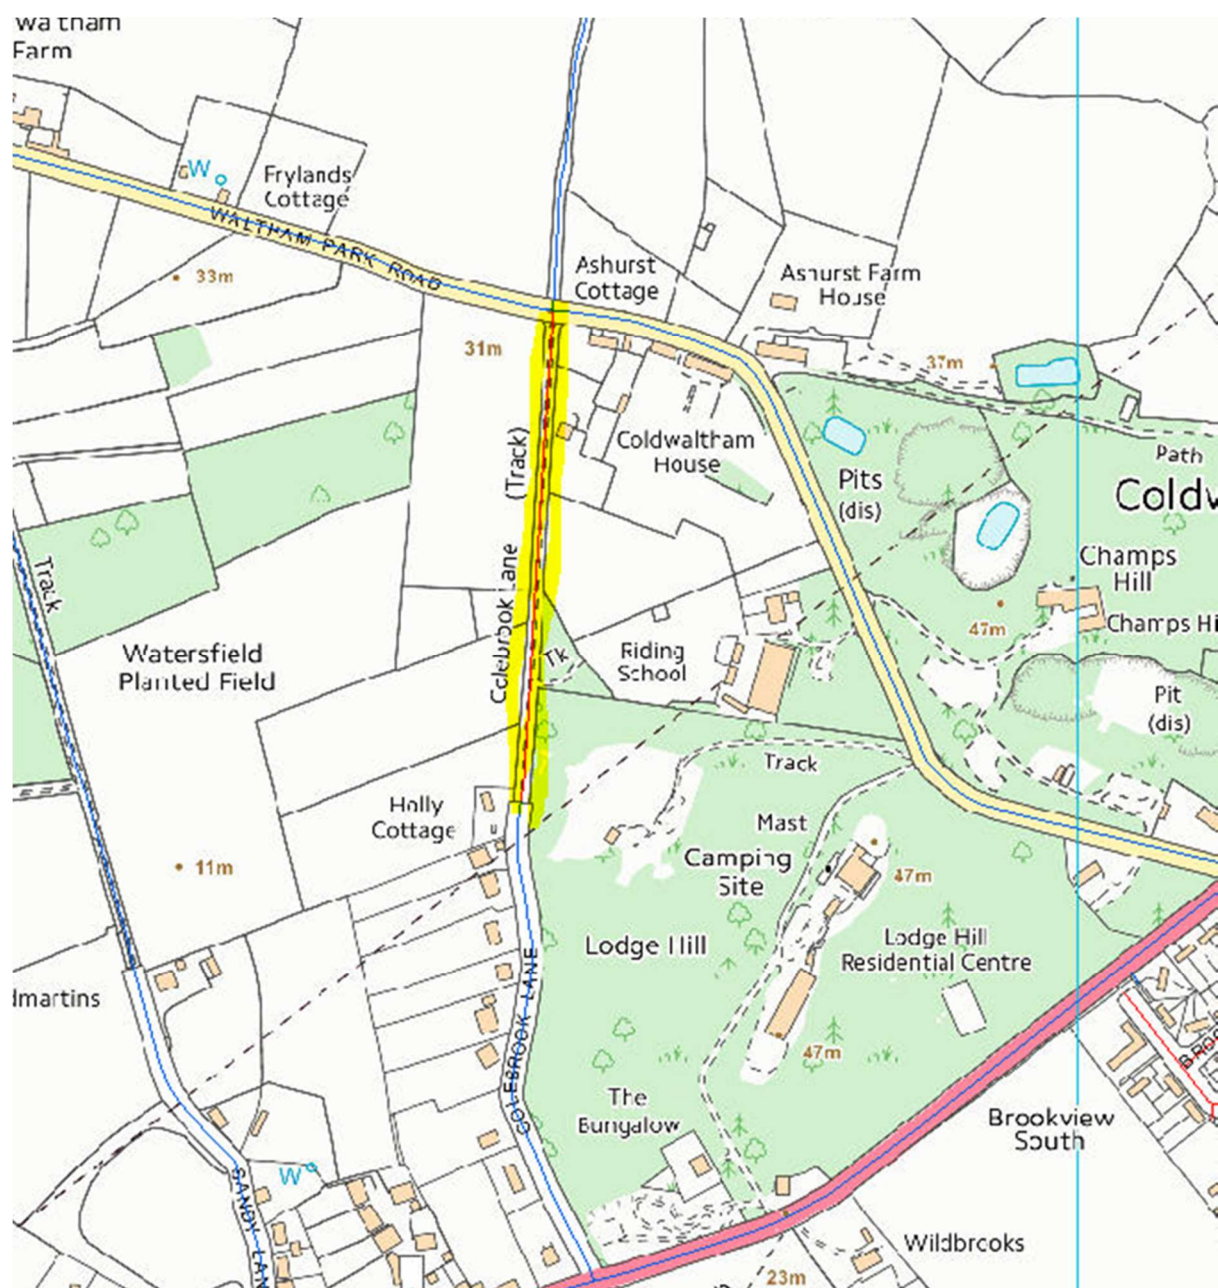 Waltham
Farm
W
Frylands
Cottage
WALTHAM PARK ROAD
33m
Ashurst
Cottage
Ashurst Farm
House
31m
37m
Coldwaltham
House
(Track)
Path
Pits
(dis)
Coldw
Track
Colebrook Lane
Champs
Hill
Champs Hi
47m
Watersfield
Planted Field
Tk
Riding
School
Pit
(dis)
Track
Holly
Cottage
Mast
Camping
Site
11m
47m
Lodge Hill
Lodge Hill
Residential Centre
dmartins
COLEBROOK LANE
47m
The
Bungalow
Brookview
South
W
SANDY LAN
Wildbrooks
23m